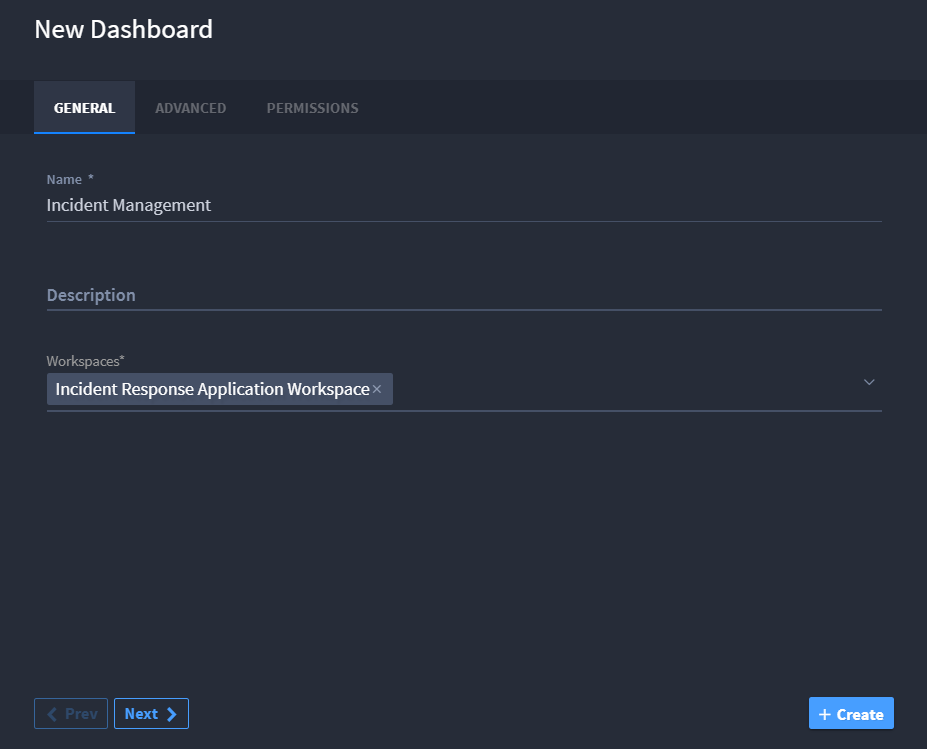 New Dashboard
GENERAL ADVANCED PERMISSIONS
Name *
Incident Management
Description
Workspaces*
Incident Response Application Workspace ×
Prev Next + Create